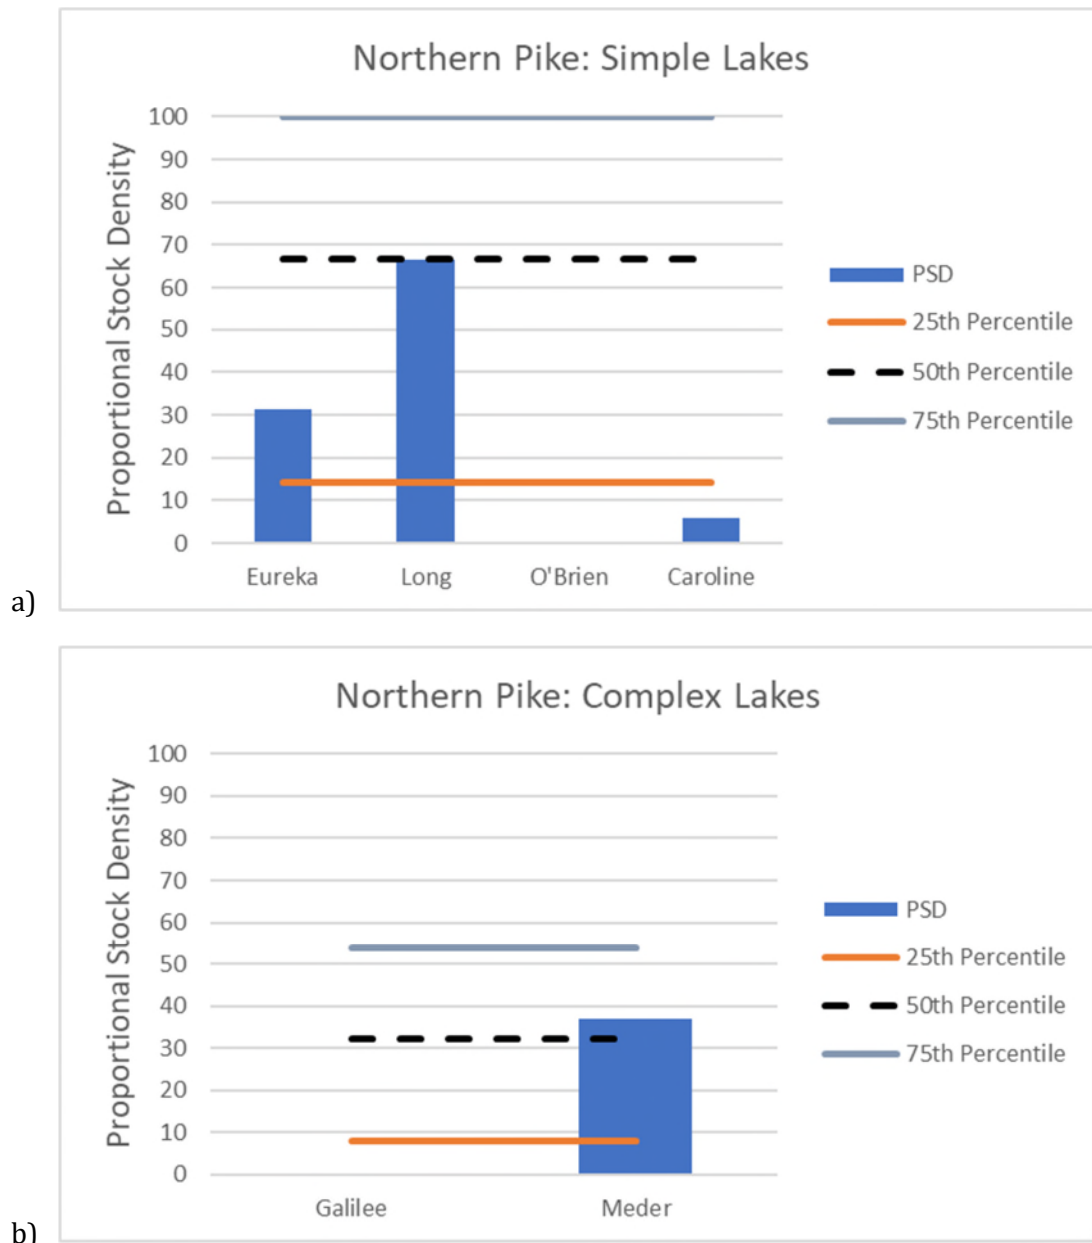 Northern Pike: Simple Lakes
Proportional Stock Density
100
90
80
70
60
50
40
30
20
10
0
Eureka Long O'Brien Caroline
PSD
25th Percentile
50th Percentile
75th Percentile
a)
Northern Pike: Complex Lakes
Proportional Stock Density
100
90
80
70
60
50
40
30
20
10
0
Galilee Meder
PSD
25th Percentile
50th Percentile
75th Percentile
b)